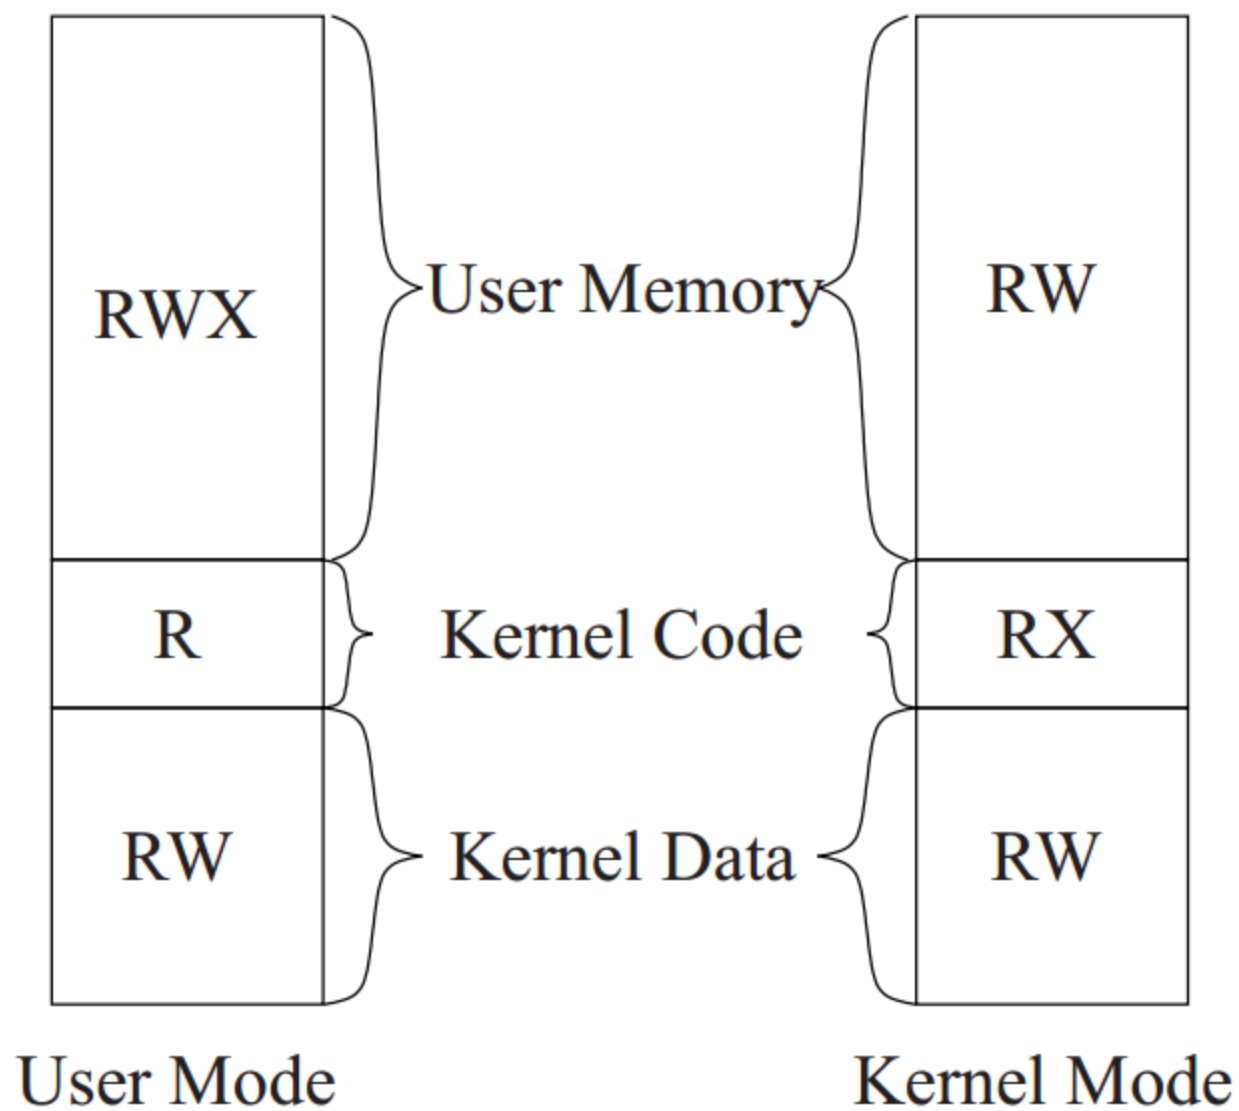 RWX
User Memory
RW
R
Kernel Code
RX
RW
Kernel Data
RW
User Mode
Kernel Mode